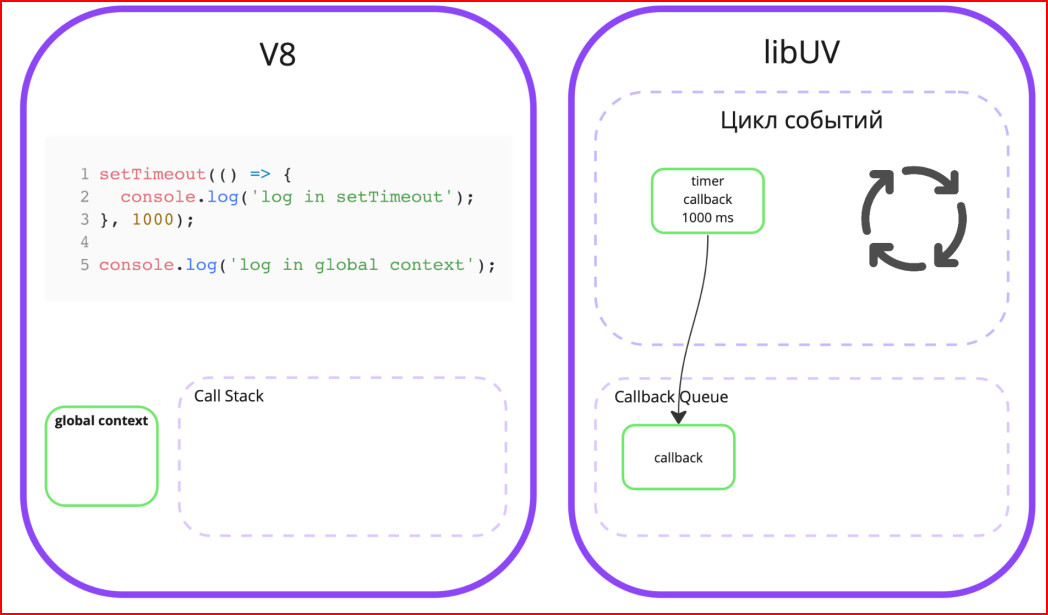 V8
1 setTimeout(() => {
2   console.log('log in setTimeout');
3 }, 1000);
4
5 console.log('log in global context');
global context
Call Stack
libUV
Цикл событий
timer
callback
1000 ms
Callback Queue
callback